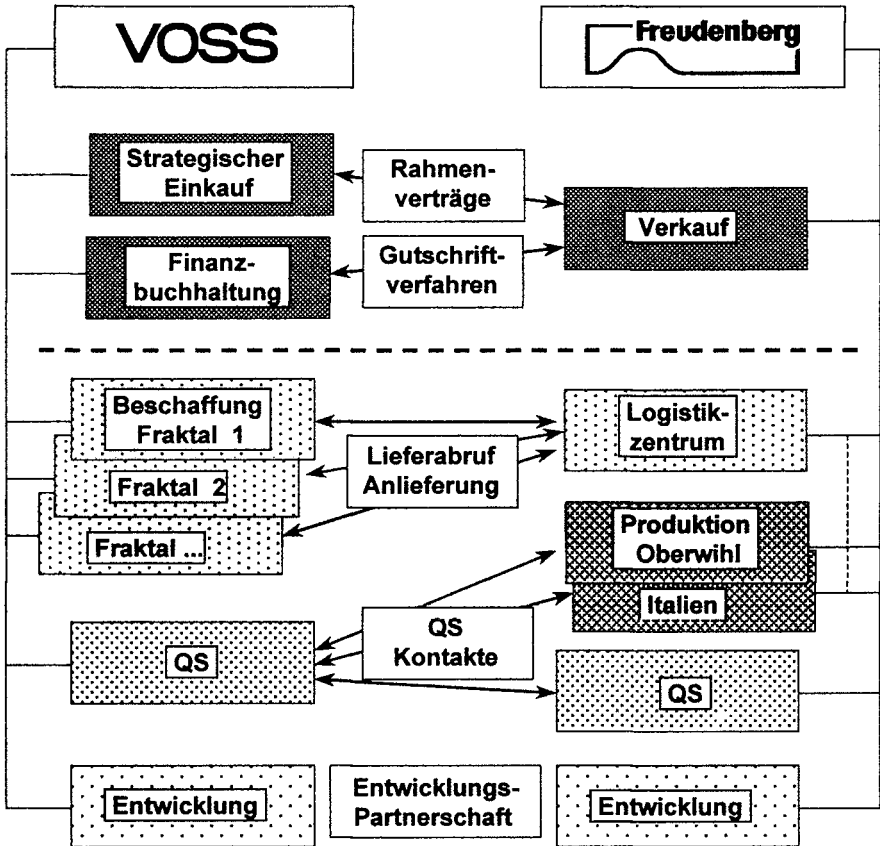 VOSS
Freudenberg
Strategischer
Einkauf
Rahmen-
verträge
Verkauf
Finanz-
buchhaltung
Gutschrift-
verfahren
Beschaffung
Fraktal 1
Logistik-
zentrum
Lieferabruf
Anlieferung
Fraktal 2
Fraktal ...
Produktion
Oberwihl
Italien
QS
QS
Kontakte
QS
Entwicklung
Entwicklungs-
Partnerschaft
Entwicklung